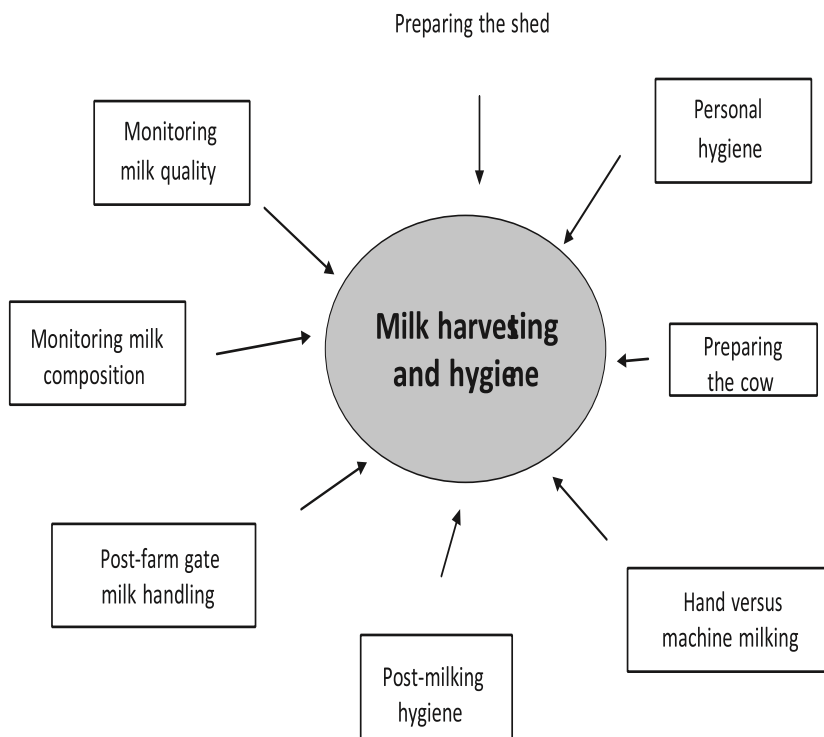 Preparing the shed
Personal
hygiene
Monitoring
milk quality
Milk harvesting
and hygiene
Monitoring milk
composition
Preparing
the cow
Post-farm gate
milk handling
Hand versus
machine milking
Post-milking
hygiene